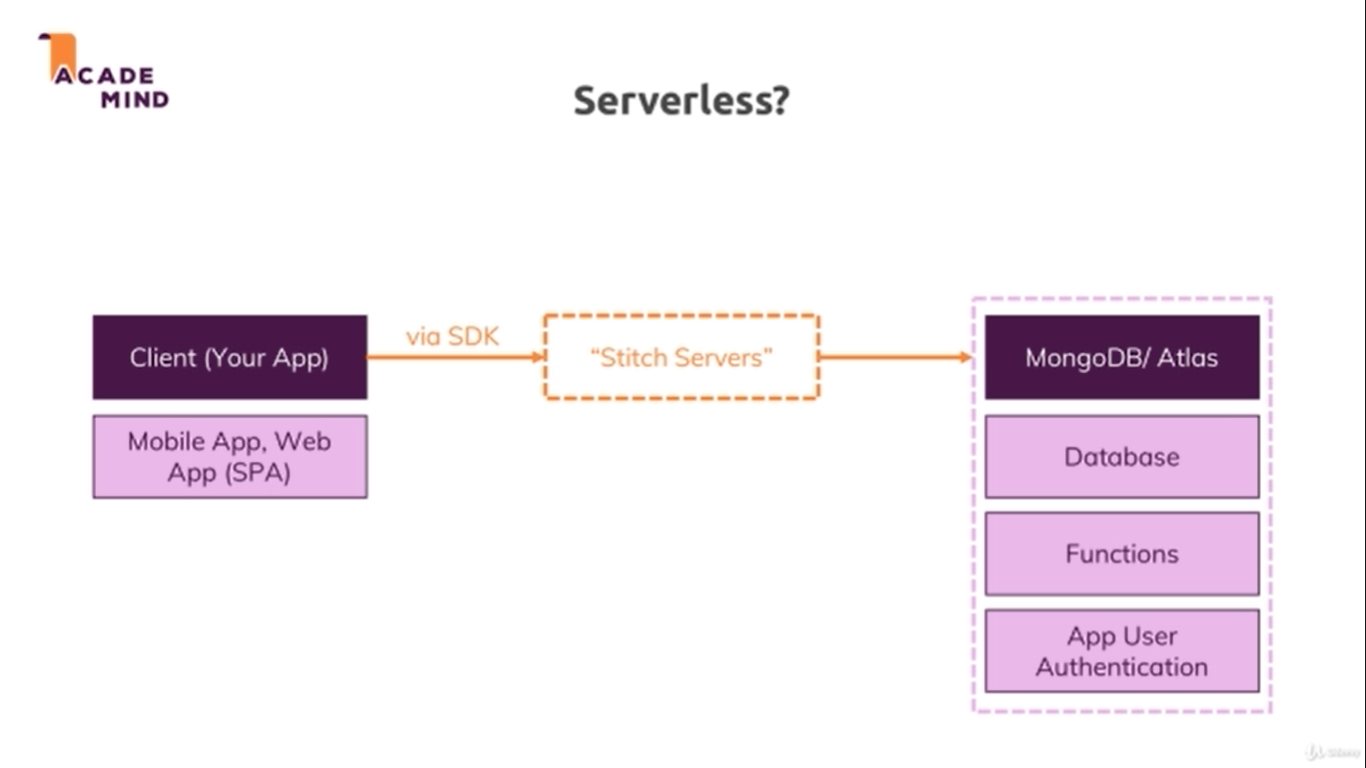 ACADE
MIND
Serverless?
Client (Your App)
via SDK
“Stitch Servers”
MongoDB/ Atlas
Mobile App, Web
App (SPA)
Database
Functions
App User
Authentication
Udemy